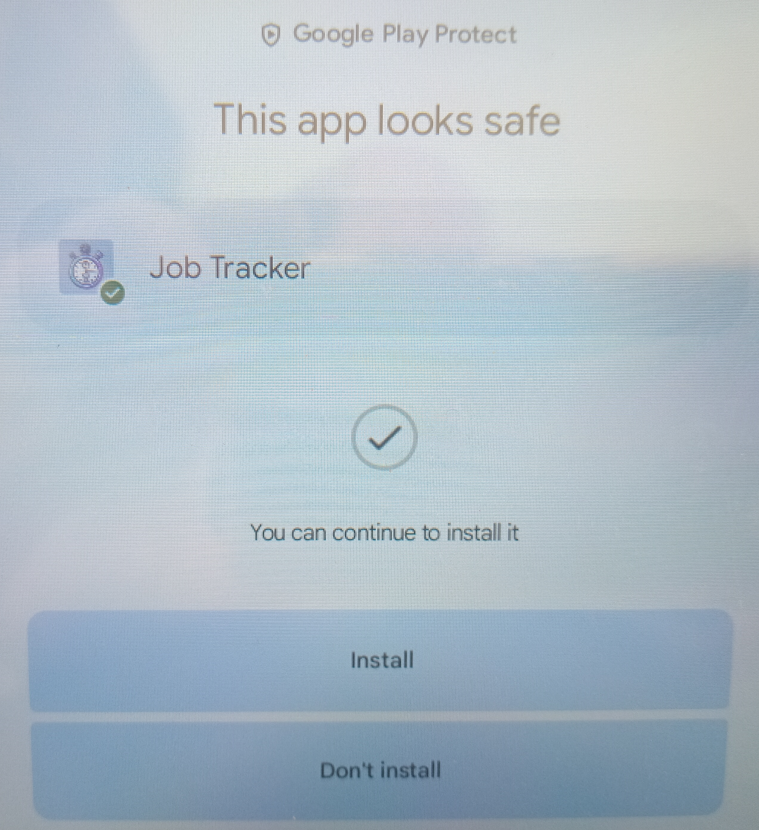 Google Play Protect
This app looks safe
Job Tracker
You can continue to install it
Install
Don't install